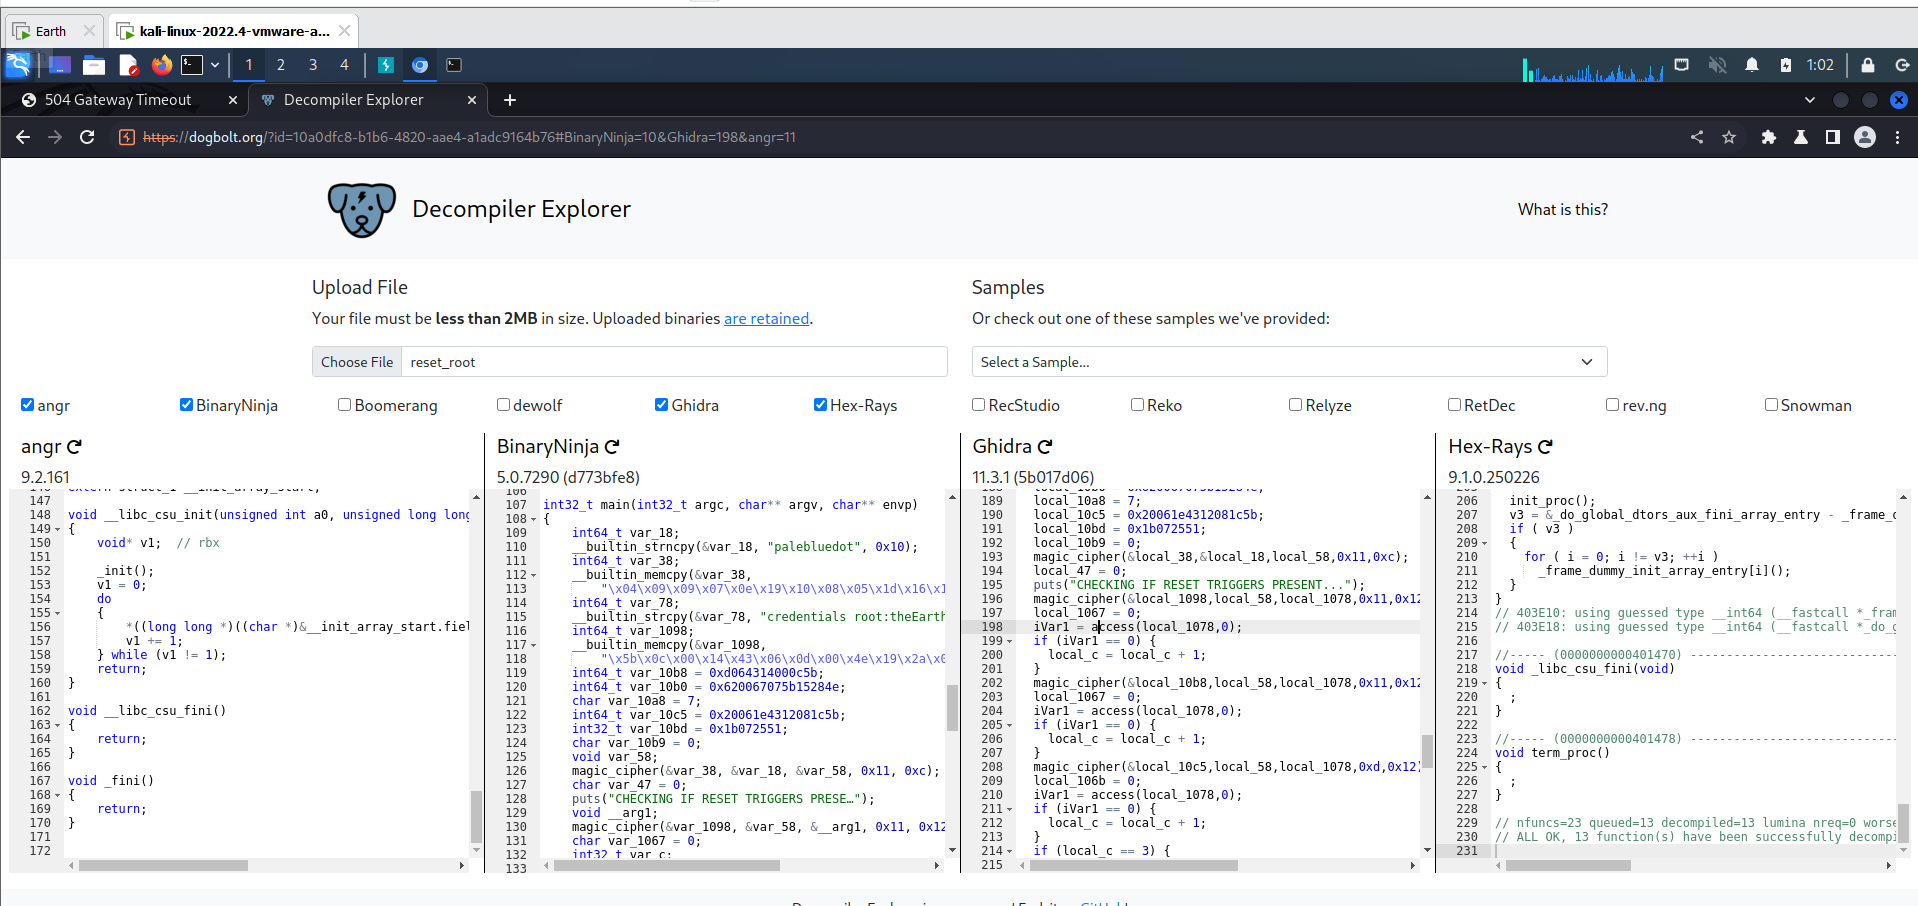 Earth
kali-linux-2022.4-vmware-a...
1 2 3 4
1:02
504 Gateway Timeout
Decompiler Explorer
https://dogbolt.org/?id=10a0dfc8-b1b6-4820-aae4-a1adc9164b76#BinaryNinja=10&Ghidra=198&angr=11
Decompiler Explorer
What is this?
Upload File
Your file must be less than 2MB in size. Uploaded binaries are retained.
Choose File reset_root
Samples
Or check out one of these samples we've provided:
Select a Sample...
angr BinaryNinja Boomerang dewolf Ghidra Hex-Rays RecStudio Reko Relyze RetDec rev.ng Snowman
angr
9.2.161
147
148 void __libc_csu_init(unsigned int a0, unsigned long long
149 {
150 void* v1; // rbx
151
152 _init();
153 v1 = 0;
154 do
155 {
156 *((long long *)((char *)&__init_array_start.fiel
157 v1 += 1;
158 } while (v1 != 1);
159 return;
160 }
161
162 void __libc_csu_fini()
163 {
164 return;
165 }
166
167 void _fini()
168 {
169 return;
170 }
171
172
BinaryNinja
5.0.7290 (d773bfe8)
106
107 int32_t main(int32_t argc, char** argv, char** envp)
108 {
109 int64_t var_18;
110 __builtin_strncpy(&var_18, "palebluedot", 0x10);
111 int64_t var_38;
112 __builtin_memcpy(&var_38,
113 "\x04\x09\x09\x07\x0e\x19\x10\x08\x05\x1d\x16\x1
114 int64_t var_78;
115 __builtin_strcpy(&var_78, "credentials root:theEarth
116 int64_t var_1098;
117 __builtin_memcpy(&var_1098,
118 "\x5b\x0c\x00\x14\x43\x06\x0d\x00\x4e\x19\x2a\x0
119 int64_t var_10b8 = 0xd064314000c5b;
120 int64_t var_10b0 = 0x620067075b15284e;
121 char var_10a8 = 7;
122 int64_t var_10c5 = 0x20061e4312081c5b;
123 int32_t var_10bd = 0x1b072551;
124 char var_10b9 = 0;
125 void var_58;
126 magic_cipher(&var_38, &var_18, &var_58, 0x11, 0xc);
127 char var_47 = 0;
128 puts("CHECKING IF RESET TRIGGERS PRESE…");
129 void __arg1;
130 magic_cipher(&var_1098, &var_58, &__arg1, 0x11, 0x12
131 char var_1067 = 0;
132 int32_t var_c;
133
Ghidra
11.3.1 (5b017d06)
189 local_10a8 = 7;
190 local_10c5 = 0x20061e4312081c5b;
191 local_10bd = 0x1b072551;
192 local_10b9 = 0;
193 magic_cipher(&local_38,&local_18,local_58,0x11,0xc);
194 local_47 = 0;
195 puts("CHECKING IF RESET TRIGGERS PRESENT...");
196 magic_cipher(&local_1098,local_58,local_1078,0x11,0x12
197 local_1067 = 0;
198 iVar1 = access(local_1078,0);
199 if (iVar1 == 0) {
200 local_c = local_c + 1;
201 }
202 magic_cipher(&local_10b8,local_58,local_1078,0x11,0x12
203 local_1067 = 0;
204 iVar1 = access(local_1078,0);
205 if (iVar1 == 0) {
206 local_c = local_c + 1;
207 }
208 magic_cipher(&local_10c5,local_58,local_1078,0xd,0x12)
209 local_106b = 0;
210 iVar1 = access(local_1078,0);
211 if (iVar1 == 0) {
212 local_c = local_c + 1;
213 }
214 if (local_c == 3) {
215
Hex-Rays
9.1.0.250226
206 init_proc();
207 v3 = &_do_global_dtors_aux_fini_array_entry - _frame_d
208 if ( v3 )
209 {
210 for ( i = 0; i != v3; ++i )
211 _frame_dummy_init_array_entry[i]();
212 }
213 }
214 // 403E10: using guessed type __int64 (__fastcall *_fram
215 // 403E18: using guessed type __int64 (__fastcall *_do_g
216
217 //----- (0000000000401470) ----------------------------
218 void _libc_csu_fini(void)
219 {
220 ;
221 }
222
223 //----- (0000000000401478) ----------------------------
224 void term_proc()
225 {
226 ;
227 }
228
229 // nfuncs=23 queued=13 decompiled=13 lumina nreq=0 worse
230 // ALL OK, 13 function(s) have been successfully decompi
231